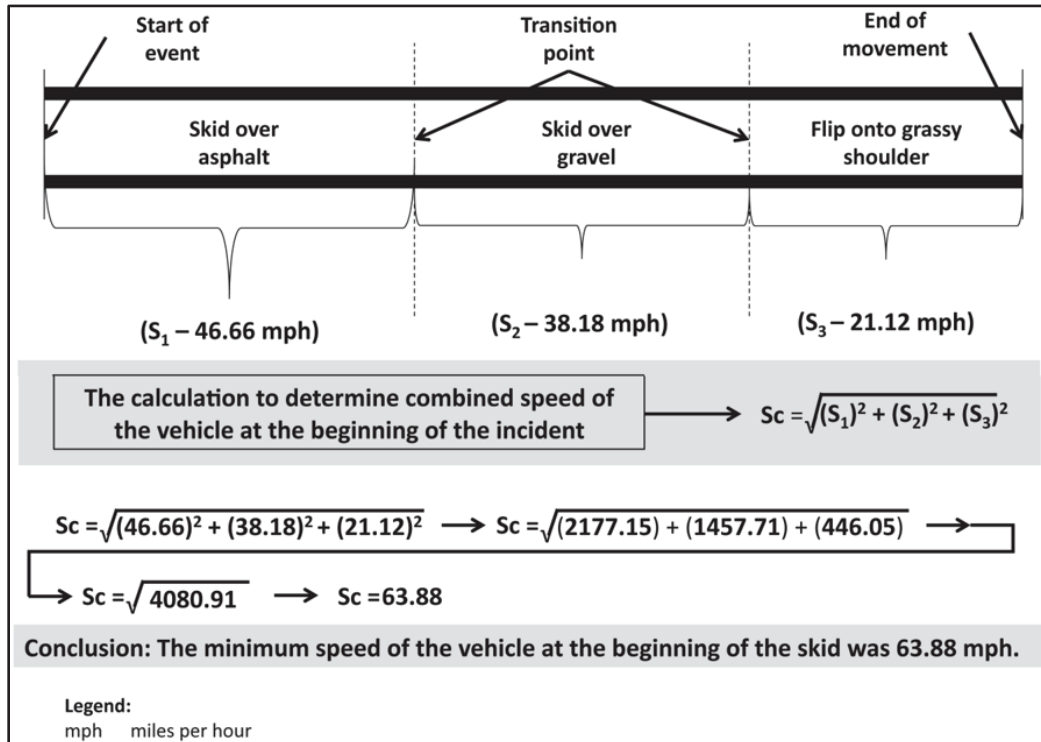 Start of
event
Transition
point
End of
movement
Skid over
asphalt
Skid over
gravel
Flip onto grassy
shoulder
(S₁ – 46.66 mph)
(S₂ – 38.18 mph)
(S₃ – 21.12 mph)
The calculation to determine combined speed of
the vehicle at the beginning of the incident
Sc = √(S₁)² + (S₂)² + (S₃)²
Sc = √(46.66)² + (38.18)² + (21.12)²
Sc = √(2177.15) + (1457.71) + (446.05)
Sc = √4080.91
Sc = 63.88
Conclusion: The minimum speed of the vehicle at the beginning of the skid was 63.88 mph.
Legend:
mph miles per hour